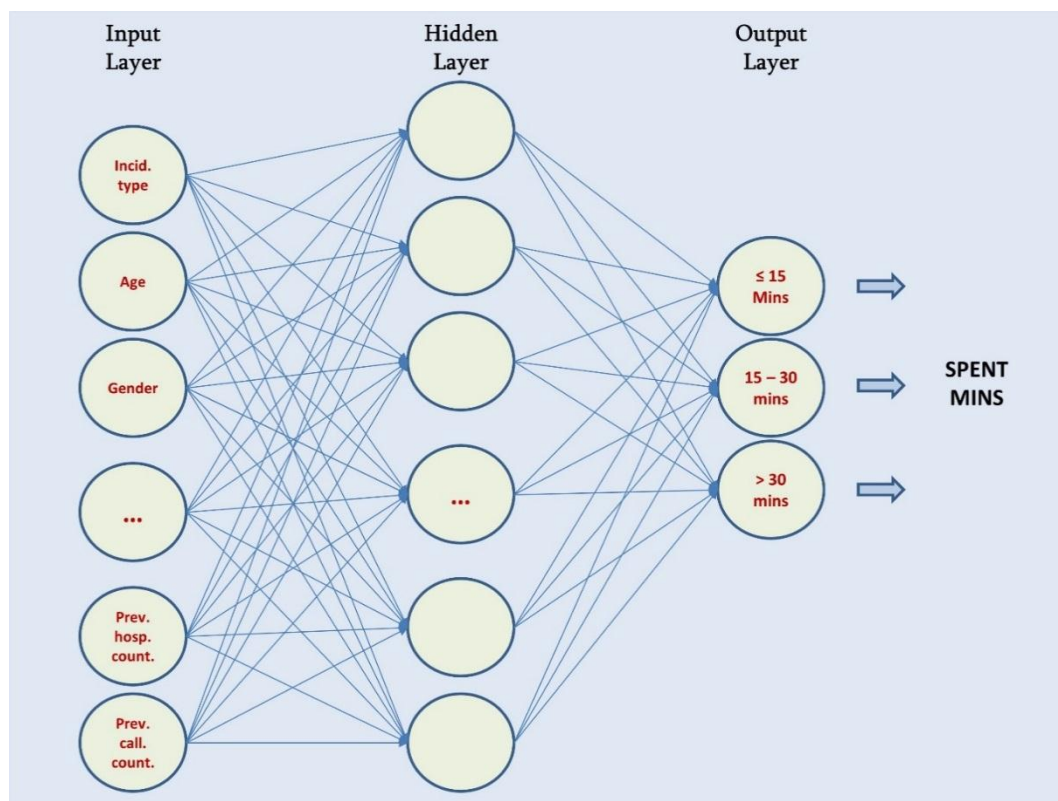 Input
Layer
Hidden
Layer
Output
Layer
Incid.
type
Age
Gender
...
Prev.
hosp.
count.
Prev.
call.
count.
...
≤ 15
Mins
15 – 30
mins
> 30
mins
SPENT
MINS